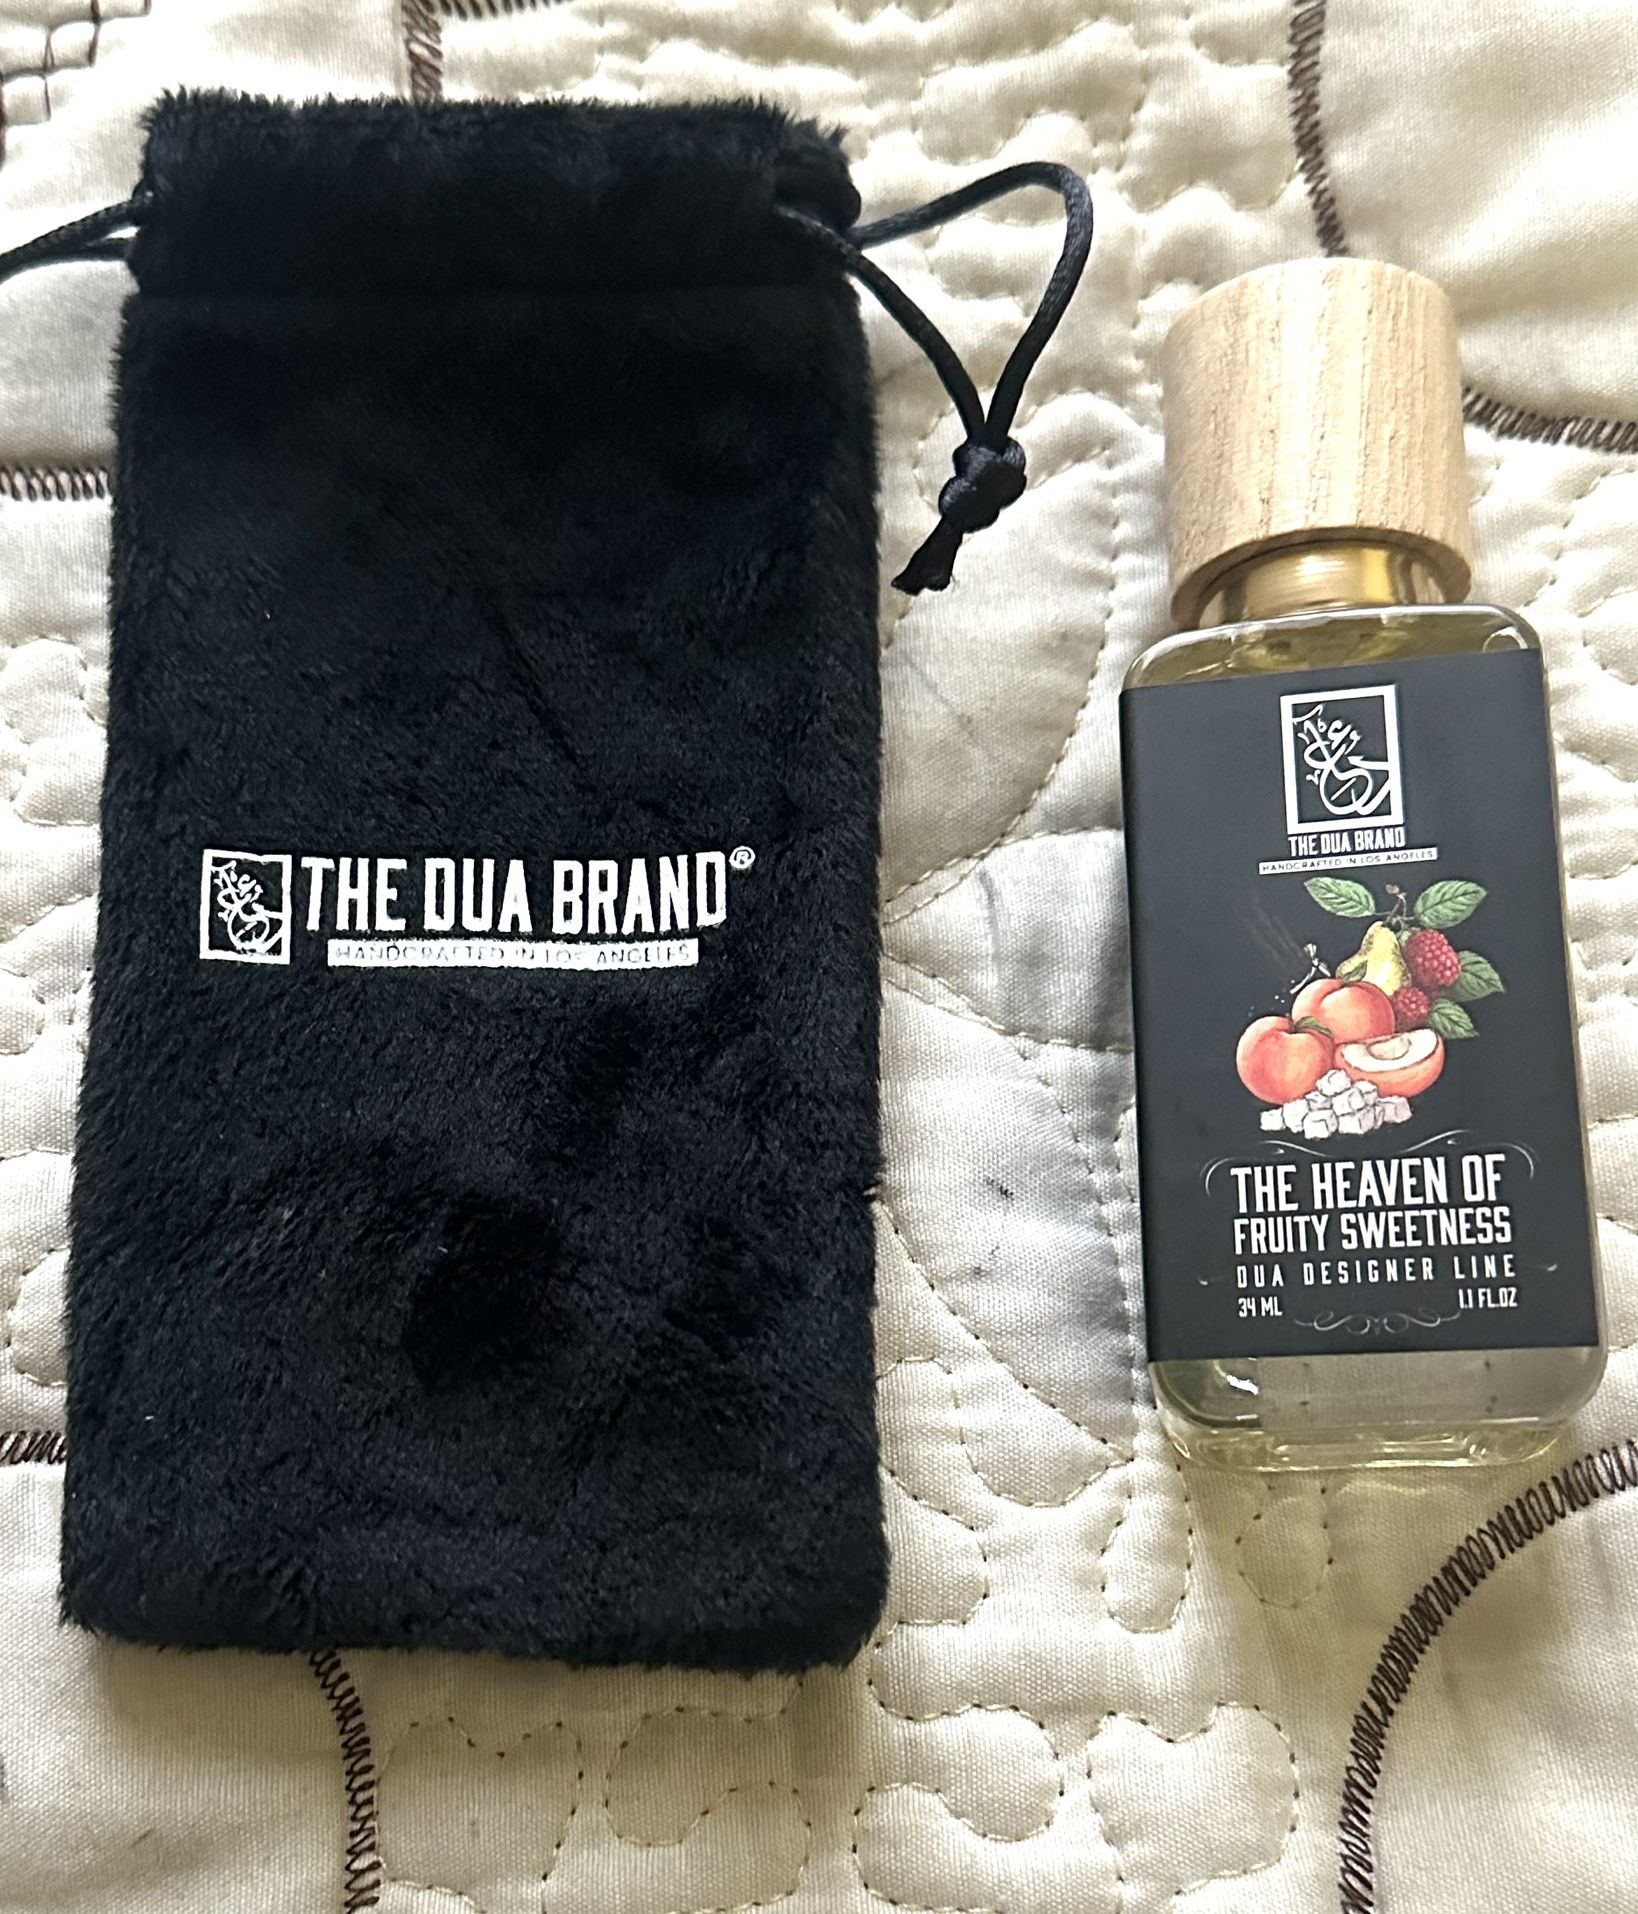 THE DUA BRAND®
HANDCRAFTED IN LOS ANGELES
THE DUA BRAND
HANDCRAFTED IN LOS ANGELES
THE HEAVEN OF
FRUITY SWEETNESS
DUA DESIGNER LINE
34 ML 1.1 FL.OZ